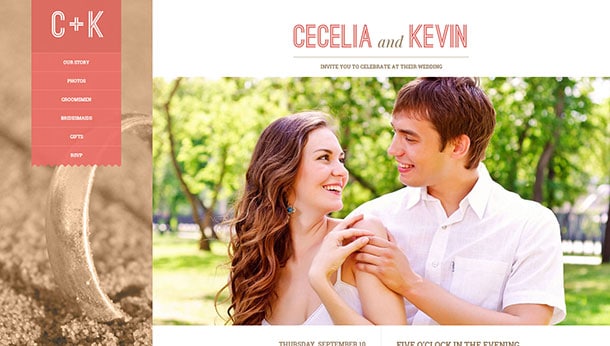 C+K
OUR STORY
PHOTOS
GROOMSMEN
BRIDESMAIDS
GIFTS
RSVP
CECELIA and KEVIN
INVITE YOU TO CELEBRATE AT THEIR WEDDING
THURSDAY, SEPTEMBER 10
FIVE O'CLOCK IN THE EVENING